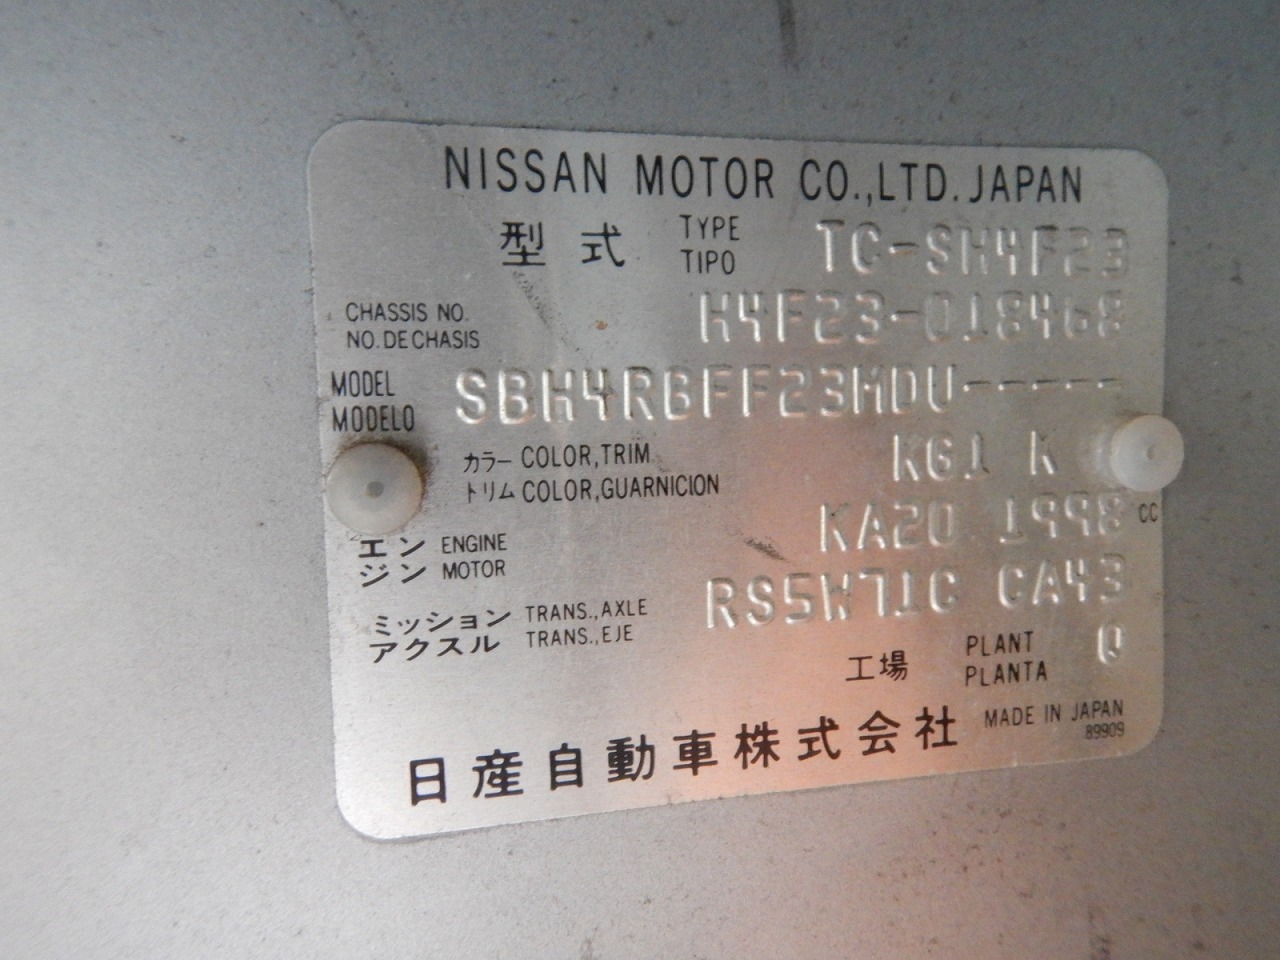 NISSAN MOTOR CO.,LTD. JAPAN
型式 TYPE TIPO TC-SH4F23
CHASSIS NO. NO. DE CHASIS H4F23-018468
MODEL MODELO SBH4RBFF23MDU-----
カラー COLOR,TRIM
トリム COLOR,GUARNICION KG1 K
エンジン ENGINE MOTOR KA20 1998 CC
ミッション TRANS.,AXLE
アクスル TRANS.,EJE RS5W71C CA43
工場 PLANT PLANTA Q
日産自動車株式会社 MADE IN JAPAN
89909